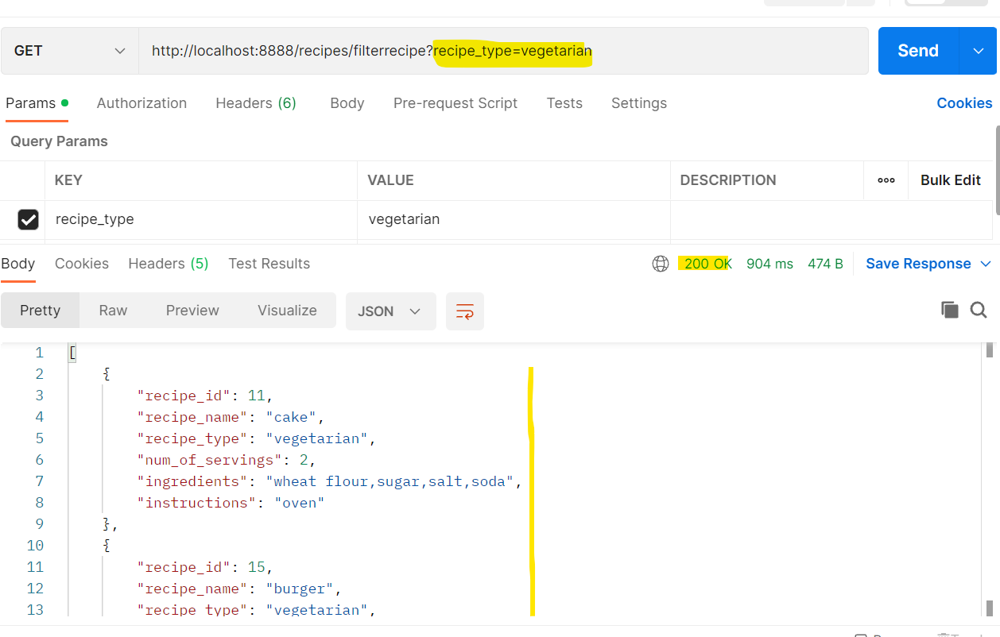 GET http://localhost:8888/recipes/filterrecipe?recipe_type=vegetarian Send
Params Authorization Headers (6) Body Pre-request Script Tests Settings Cookies
Query Params
KEY VALUE DESCRIPTION ooo Bulk Edit
recipe_type vegetarian
Body Cookies Headers (5) Test Results 200 OK 904 ms 474 B Save Response
Pretty Raw Preview Visualize JSON
1 [
2 {
3 "recipe_id": 11,
4 "recipe_name": "cake",
5 "recipe_type": "vegetarian",
6 "num_of_servings": 2,
7 "ingredients": "wheat flour,sugar,salt,soda",
8 "instructions": "oven"
9 },
10 {
11 "recipe_id": 15,
12 "recipe_name": "burger",
13 "recipe_type": "vegetarian",